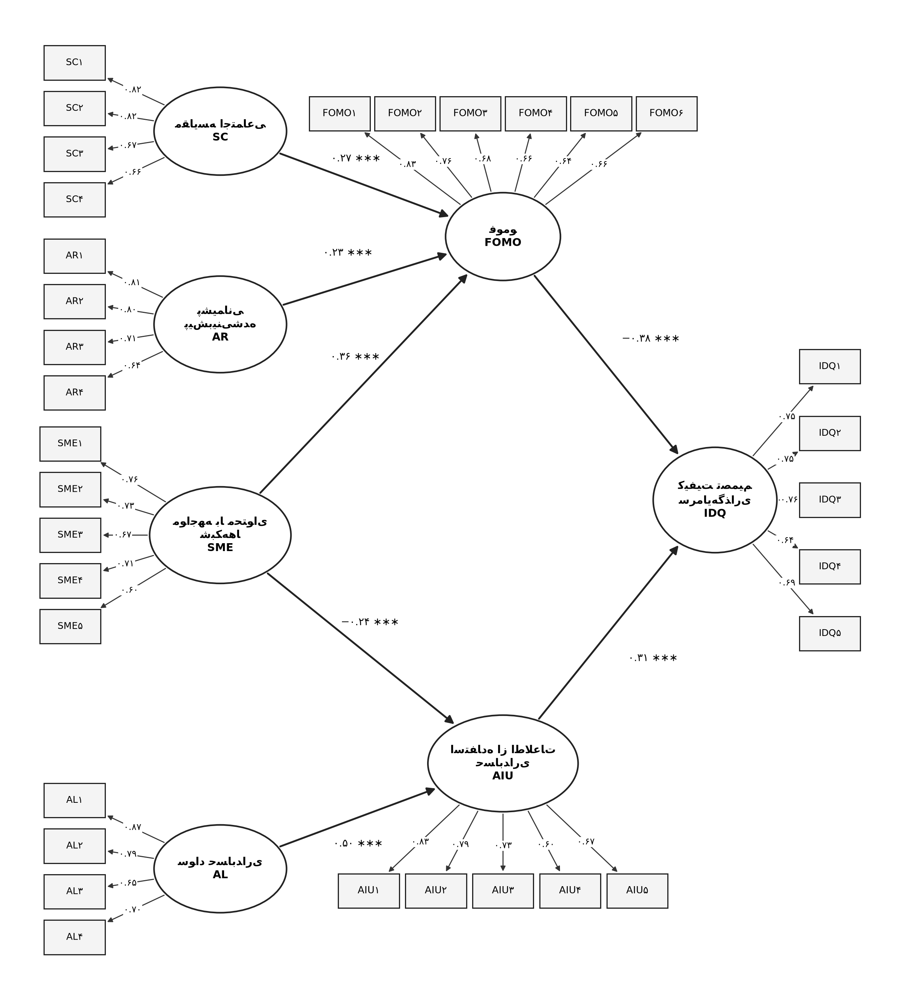 SC۱
SC۲
SC۳
SC۴
۰.۸۲
۰.۸۲
۰.۶۷
۰.۶۶
مقایسه اجتماعی
SC
FOMO۱
FOMO۲
FOMO۳
FOMO۴
FOMO۵
FOMO۶
۰.۸۳
۰.۷۶
۰.۶۸
۰.۶۶
۰.۶۴
۰.۶۶
۰.۲۷ ∗∗∗
فومو
FOMO
AR۱
AR۲
AR۳
AR۴
۰.۸۱
۰.۸۰
۰.۷۱
۰.۶۴
پشیمانی
پیش‌بینی‌شده
AR
۰.۲۳ ∗∗∗
۰.۳۶ ∗∗∗
−۰.۳۸ ∗∗∗
SME۱
SME۲
SME۳
SME۴
SME۵
۰.۷۶
۰.۷۳
۰.۶۷
۰.۷۱
۰.۶۰
مواجهه با محتوای
شبکه‌ها
SME
−۰.۲۴ ∗∗∗
کیفیت تصمیم
سرمایه‌گذاری
IDQ
۰.۷۵
۰.۷۵
۰.۷۶
۰.۶۴
۰.۶۹
IDQ۱
IDQ۲
IDQ۳
IDQ۴
IDQ۵
۰.۳۱ ∗∗∗
استفاده از اطلاعات
حسابداری
AIU
AL۱
AL۲
AL۳
AL۴
۰.۸۷
۰.۷۹
۰.۶۵
۰.۷۰
سواد حسابداری
AL
۰.۵۰ ∗∗∗
۰.۸۳
۰.۷۹
۰.۷۳
۰.۶۰
۰.۶۷
AIU۱
AIU۲
AIU۳
AIU۴
AIU۵